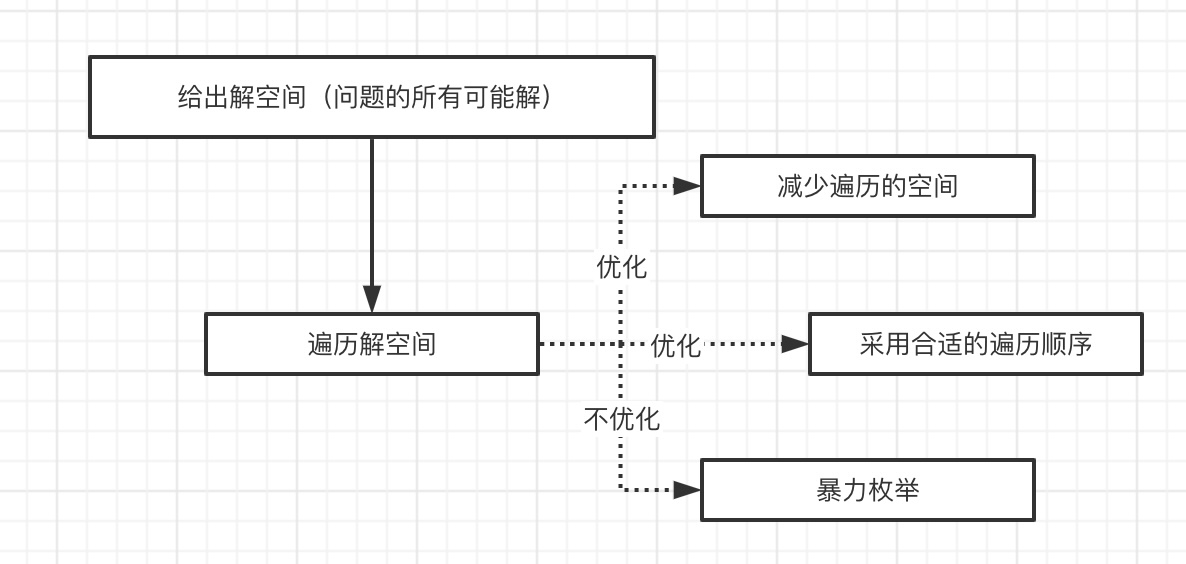 给出解空间（问题的所有可能解）
减少遍历的空间
优化
遍历解空间
优化
采用合适的遍历顺序
不优化
暴力枚举